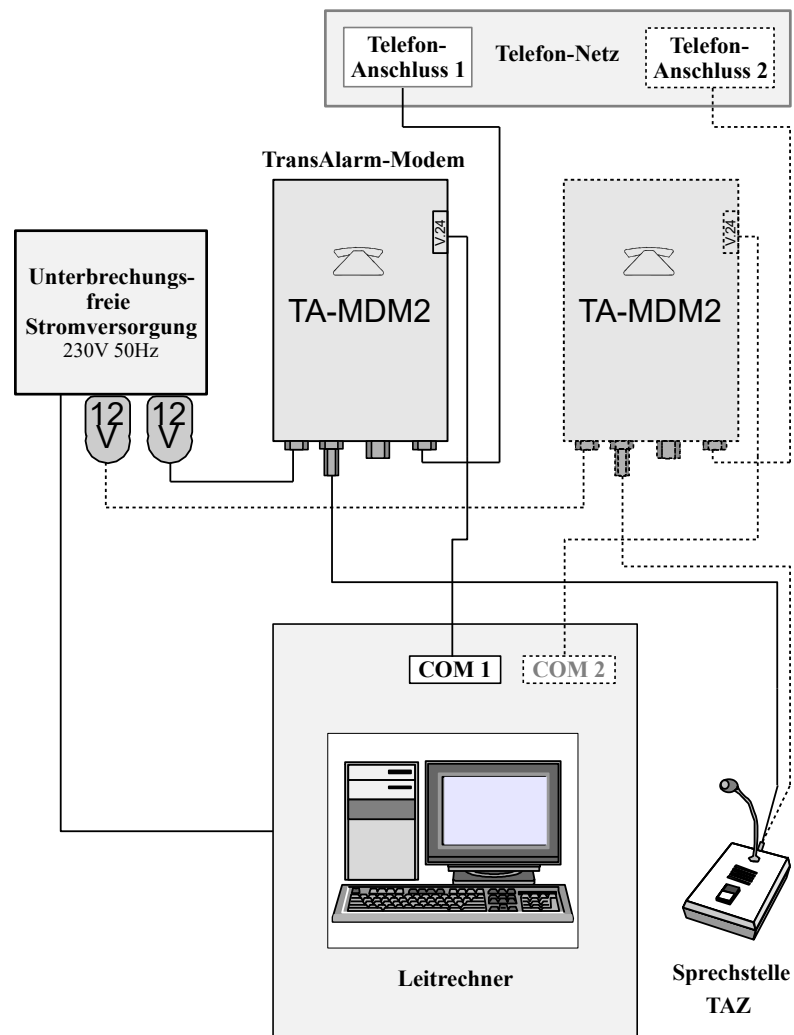 Telefon-
Anschluss 1
Telefon-Netz
Telefon-
Anschluss 2
TransAlarm-Modem
V.24
TA-MDM2
V.24
TA-MDM2
Unterbrechungs-
freie
Stromversorgung
230V 50Hz
12
V
12
V
COM 1
COM 2
Leitrechner
Sprechstelle
TAZ